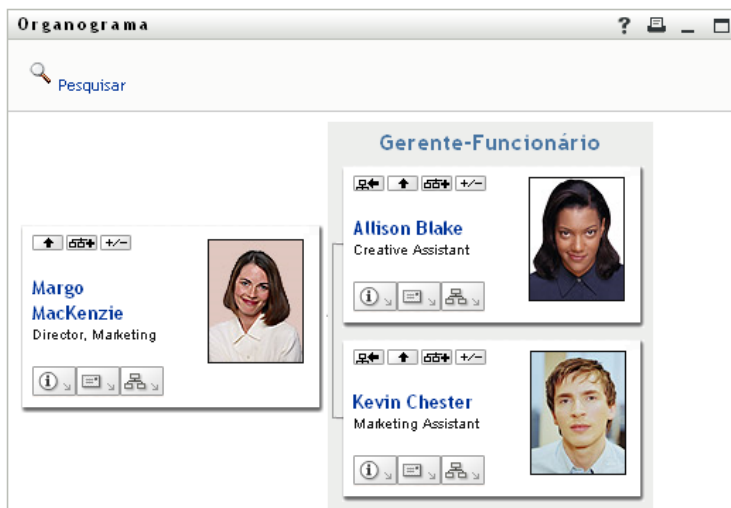 Organograma
?
Pesquisar
Gerente-Funcionário
+/-
Allison Blake
Creative Assistant
+/-
Margo
MacKenzie
Director, Marketing
+/-
Kevin Chester
Marketing Assistant